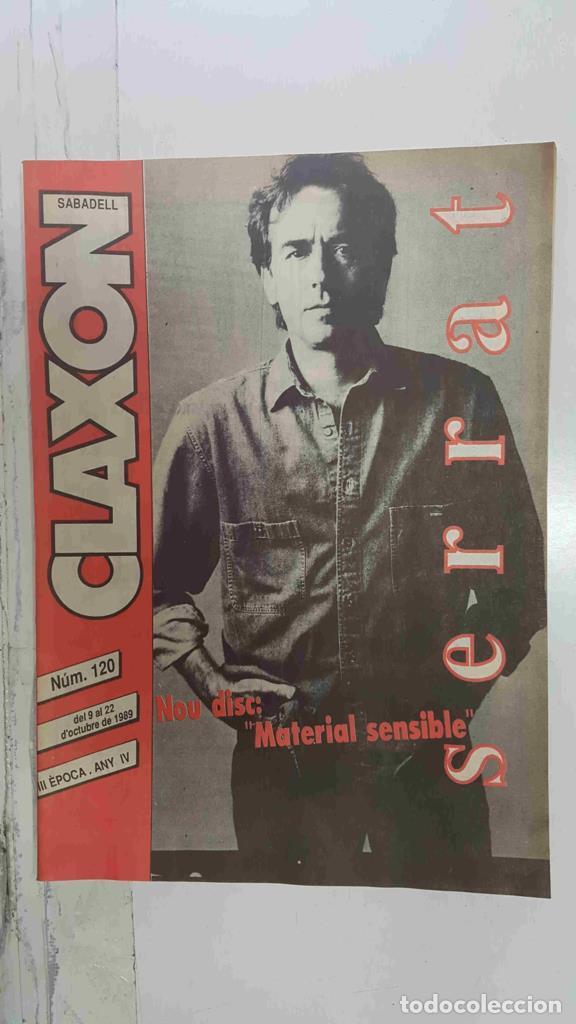 SABADELL
CLAXON
Núm. 120
del 9 al 22
d'octubre de 1989
III ÈPOCA . ANY IV
serrat
Nou disc:
"Material sensible"
todocoleccion